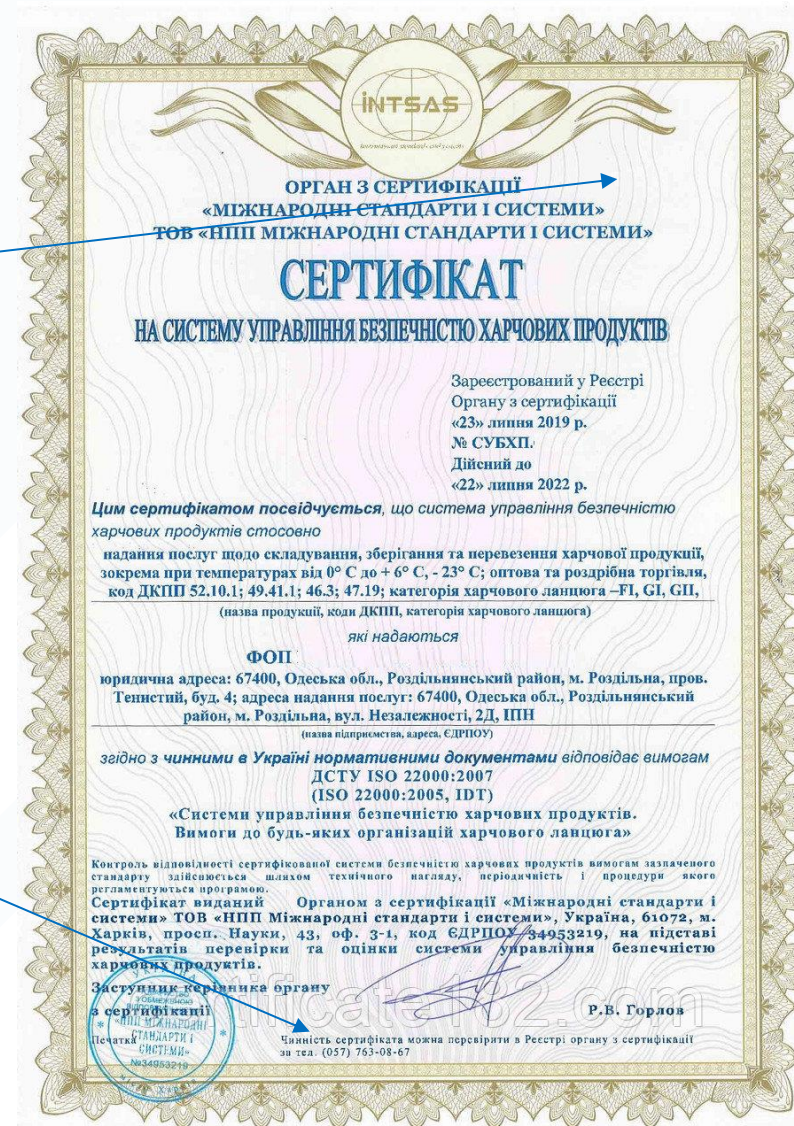 INTSAS
ОРГАН З СЕРТИФІКАЦІЇ
«МІЖНАРОДНІ СТАНДАРТИ І СИСТЕМИ»
ТОВ «НПП МІЖНАРОДНІ СТАНДАРТИ І СИСТЕМИ»
СЕРТИФІКАТ
НА СИСТЕМУ УПРАВЛІННЯ БЕЗПЕЧНІСТЮ ХАРЧОВИХ ПРОДУКТІВ
Зареєстрований у Реєстрі
Органу з сертифікації
«23» липня 2019 р.
№ СУБХП.
Дійсний до
«22» липня 2022 р.
Цим сертифікатом посвідчується, що система управління безпечністю
харчових продуктів стосовно
надання послуг щодо складування, зберігання та перевезення харчової продукції,
зокрема при температурах від 0° С до + 6° С, - 23° С; оптова та роздрібна торгівля,
код ДКПП 52.10.1; 49.41.1; 46.3; 47.19; категорія харчового ланцюга –FI, GI, GII,
(назва продукції, коди ДКПП, категорія харчового ланцюга)
які надаються
ФОП
юридична адреса: 67400, Одеська обл., Роздільнянський район, м. Роздільна, пров.
Тенистий, буд. 4; адреса надання послуг: 67400, Одеська обл., Роздільнянський
район, м. Роздільна, вул. Незалежності, 2Д, ІПН
(назва підприємства, адреса, ЄДРПОУ)
згідно з чинними в Україні нормативними документами відповідає вимогам
ДСТУ ISO 22000:2007
(ISO 22000:2005, IDT)
«Системи управління безпечністю харчових продуктів.
Вимоги до будь-яких організацій харчового ланцюга»
Контроль відповідності сертифікованої системи безпечністю харчових продуктів вимогам зазначеного
стандарту здійснюється шляхом технічного нагляду, періодичність і процедури якого
регламентуються програмою.
Сертифікат виданий Органом з сертифікації «Міжнародні стандарти і
системи» ТОВ «НПП Міжнародні стандарти і системи», Україна, 61072, м.
Харків, просп. Науки, 43, оф. 3-1, код ЄДРПОУ 34953219, на підставі
результатів перевірки та оцінки системи управління безпечністю
харчових продуктів.
Заступник керівника органу
з сертифікації
Р.В. Горлов
Печатка
«НПП МІЖНАРОДНІ
СТАНДАРТИ І
СИСТЕМИ»
№34953219
Чинність сертифіката можна перевірити в Реєстрі органу з сертифікації
за тел. (057) 763-08-67